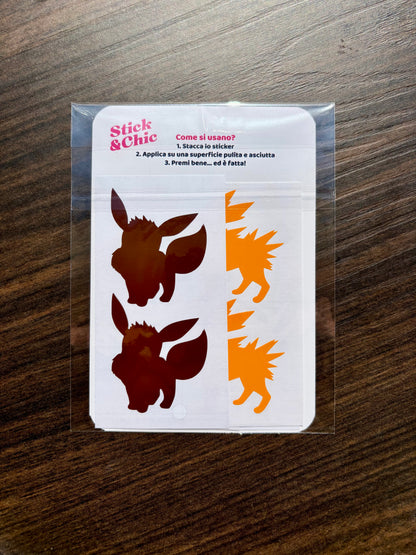 Stick
&Chic
Come si usano?
1. Stacca lo sticker
2. Applica su una superficie pulita e asciutta
3. Premi bene... ed è fatta!